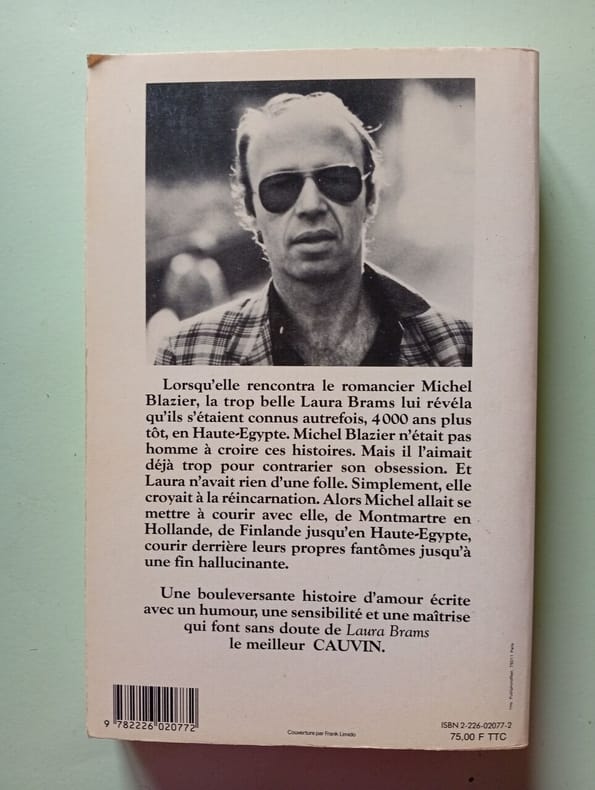 Lorsqu'elle rencontra le romancier Michel
Blazier, la trop belle Laura Brams lui révéla
qu'ils s'étaient connus autrefois, 4 000 ans plus
tôt, en Haute-Egypte. Michel Blazier n'était pas
homme à croire ces histoires. Mais il l'aimait
déjà trop pour contrarier son obsession. Et
Laura n'avait rien d'une folle. Simplement, elle
croyait à la réincarnation. Alors Michel allait se
mettre à courir avec elle, de Montmartre en
Hollande, de Finlande jusqu'en Haute-Egypte,
courir derrière leurs propres fantômes jusqu'à
une fin hallucinante.
Une bouleversante histoire d'amour écrite
avec un humour, une sensibilité et une maîtrise
qui font sans doute de Laura Brams
le meilleur CAUVIN.
9 782226 020772
Couverture par Frank
ISBN 2-226-02077-2
75,00 F TTC